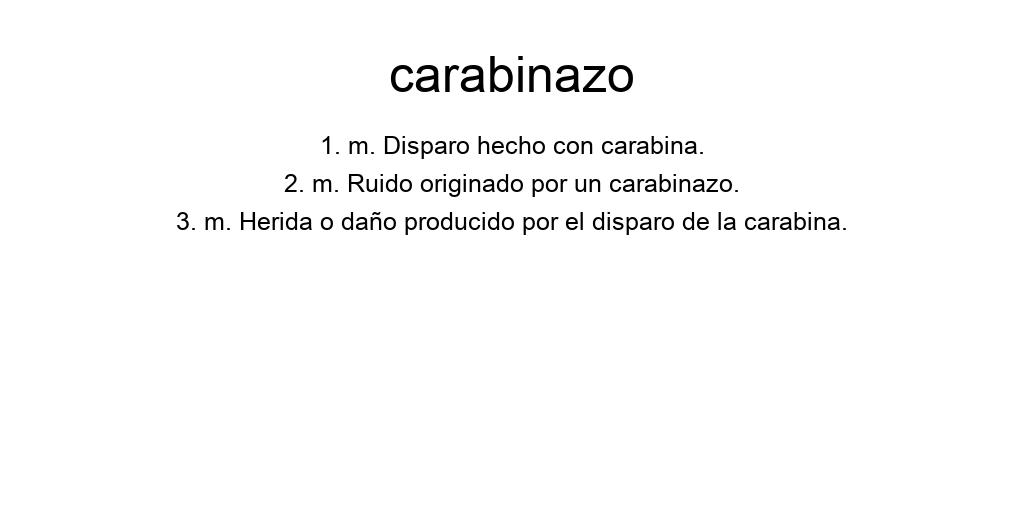 carabinazo
1. m. Disparo hecho con carabina.
2. m. Ruido originado por un carabinazo.
3. m. Herida o daño producido por el disparo de la carabina.